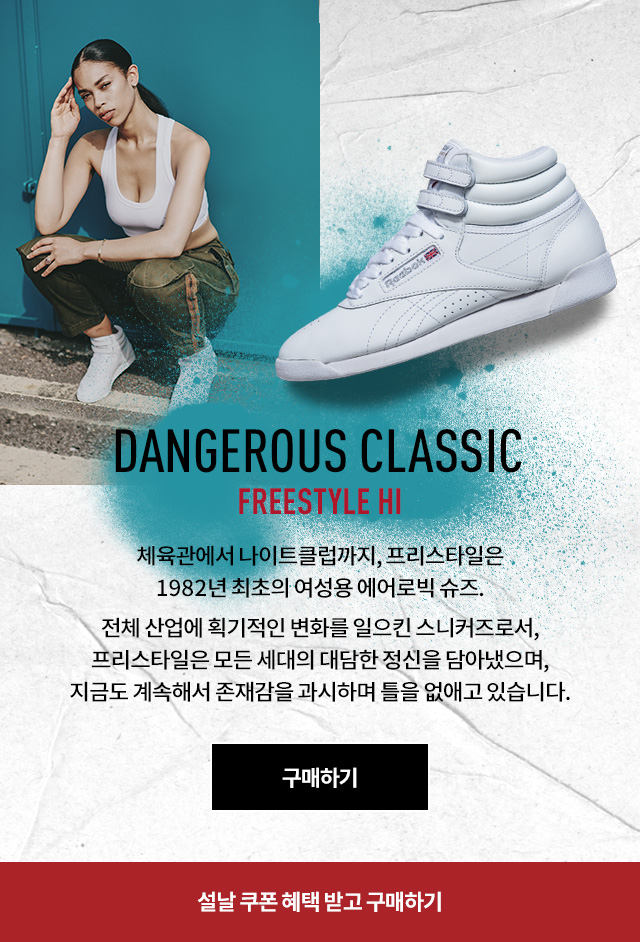 Reebok
DANGEROUS CLASSIC
FREESTYLE HI
체육관에서 나이트클럽까지, 프리스타일은
1982년 최초의 여성용 에어로빅 슈즈.
전체 산업에 획기적인 변화를 일으킨 스니커즈로서,
프리스타일은 모든 세대의 대담한 정신을 담아냈으며,
지금도 계속해서 존재감을 과시하며 틀을 없애고 있습니다.
구매하기
설날 쿠폰 혜택 받고 구매하기